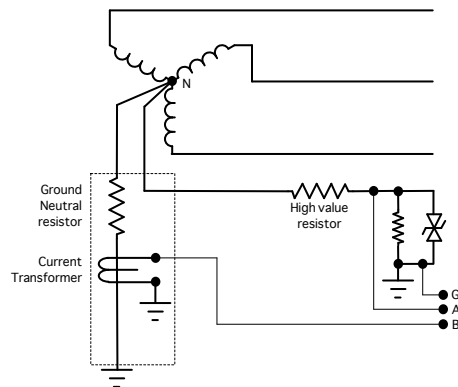 N
Ground
Neutral
resistor
High value
resistor
Current
Transformer
G
A
B